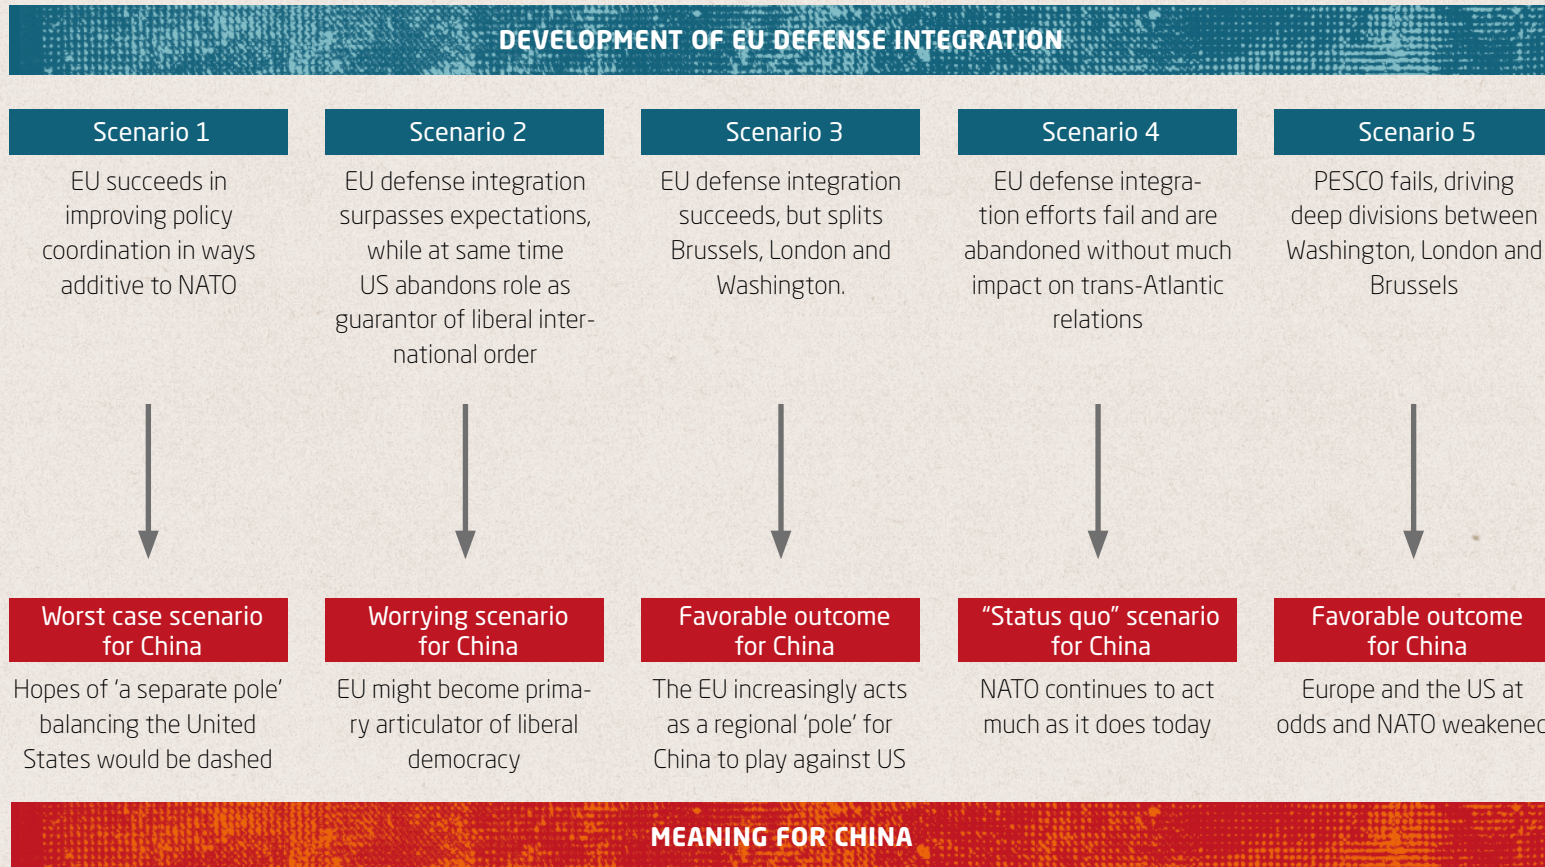 DEVELOPMENT OF EU DEFENSE INTEGRATION
Scenario 1
EU succeeds in
improving policy
coordination in ways
additive to NATO
Worst case scenario
for China
Hopes of 'a separate pole'
balancing the United
States would be dashed
Scenario 2
EU defense integration
surpasses expectations,
while at same time
US abandons role as
guarantor of liberal inter-
national order
Worrying scenario
for China
EU might become prima-
ry articulator of liberal
democracy
Scenario 3
EU defense integration
succeeds, but splits
Brussels, London and
Washington.
Favorable outcome
for China
The EU increasingly acts
as a regional 'pole' for
China to play against US
Scenario 4
EU defense integra-
tion efforts fail and are
abandoned without much
impact on trans-Atlantic
relations
"Status quo" scenario
for China
NATO continues to act
much as it does today
Scenario 5
PESCO fails, driving
deep divisions between
Washington, London and
Brussels
Favorable outcome
for China
Europe and the US at
odds and NATO weakened
MEANING FOR CHINA